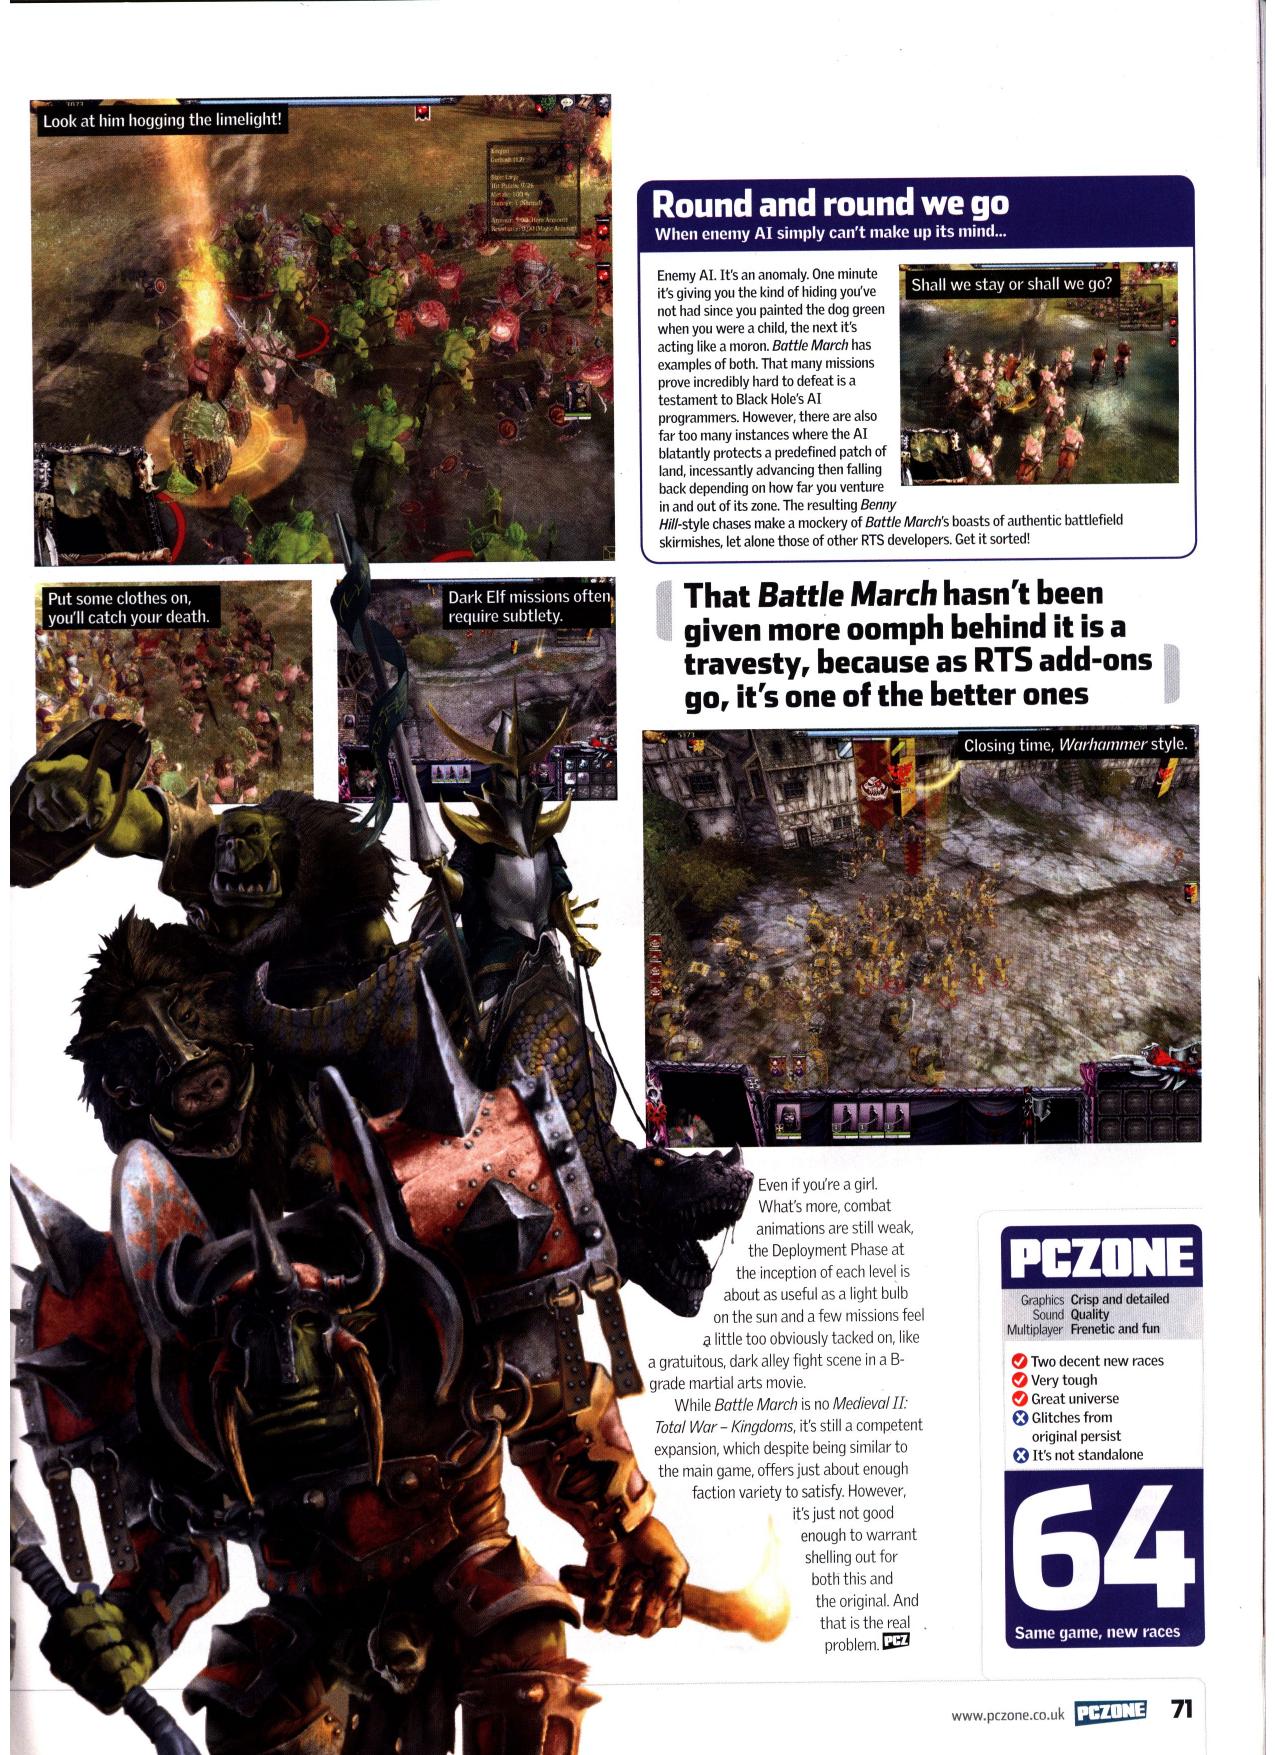 Look at him hogging the limelight!
Round and round we go
When enemy AI simply can't make up its mind...
Enemy AI. It's an anomaly. One minute
it's giving you the kind of hiding you've
not had since you painted the dog green
when you were a child, the next it's
acting like a moron. Battle March has
examples of both. That many missions
prove incredibly hard to defeat is a
testament to Black Hole's AI
programmers. However, there are also
far too many instances where the AI
blatantly protects a predefined patch of
land, incessantly advancing then falling
back depending on how far you venture
in and out of its zone. The resulting Benny
Hill-style chases make a mockery of Battle March's boasts of authentic battlefield
skirmishes, let alone those of other RTS developers. Get it sorted!
Shall we stay or shall we go?
Put some clothes on,
you'll catch your death.
Dark Elf missions often
require subtlety.
That Battle March hasn't been
given more oomph behind it is a
travesty, because as RTS add-ons
go, it's one of the better ones
Closing time, Warhammer style.
Even if you're a girl.
What's more, combat
animations are still weak,
the Deployment Phase at
the inception of each level is
about as useful as a light bulb
on the sun and a few missions feel
a little too obviously tacked on, like
a gratuitous, dark alley fight scene in a B-
grade martial arts movie.
While Battle March is no Medieval II:
Total War – Kingdoms, it's still a competent
expansion, which despite being similar to
the main game, offers just about enough
faction variety to satisfy. However,
it's just not good
enough to warrant
shelling out for
both this and
the original. And
that is the real
problem. PCZ
PCZONE
Graphics Crisp and detailed
Sound Quality
Multiplayer Frenetic and fun
Two decent new races
Very tough
Great universe
Glitches from
original persist
It's not standalone
64
Same game, new races
www.pczone.co.uk PCZONE 71